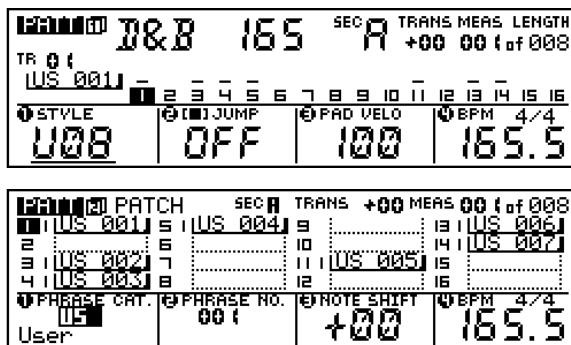 PATT 01 D&B 165 SEC A TRANS MEAS LENGTH
+00 001 of 008
TR 01
US 001
1 2 3 4 5 6 7 8 9 10 11 12 13 14 15 16
1 STYLE 2 [■] JUMP 3 PAD VELO 4 BPM 4/4
U08 OFF 100 165.5
PATT 02 PATCH SEC A TRANS +00 MEAS 001 of 008
1 US 001 5 US 004 9 13 US 006
2 6 10 14 US 007
3 US 002 7 11 US 005 15
4 US 003 8 12 16
1 PHRASE CAT. 2 PHRASE NO. 3 NOTE SHIFT 4 BPM 4/4
US 001 +00 165.5
User